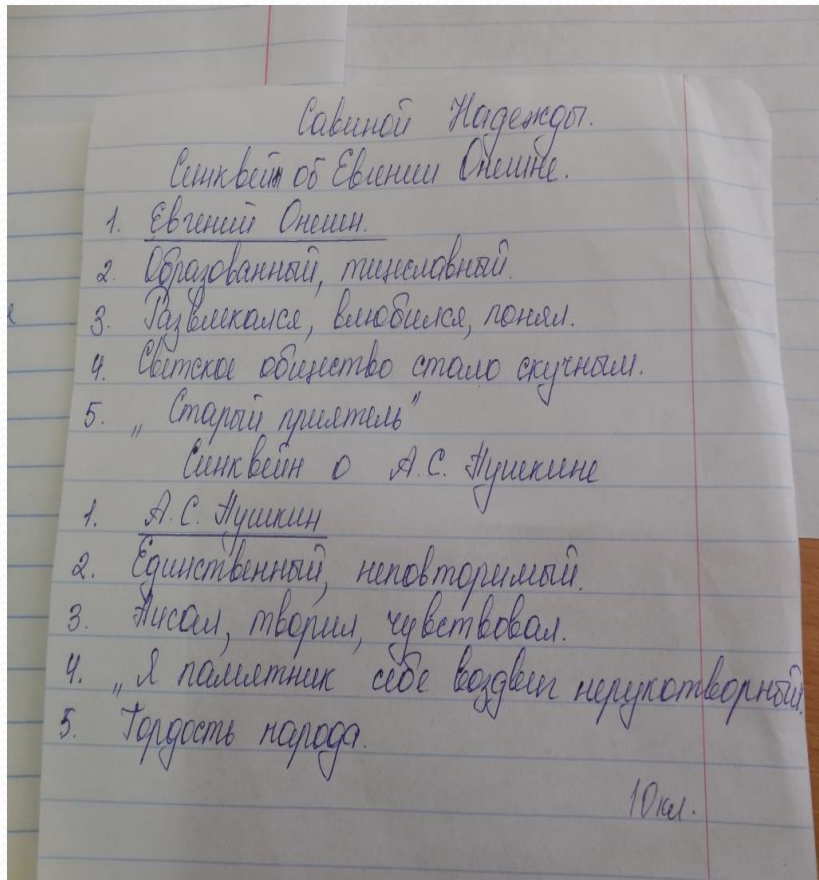 Савиной Надежды.
Синквейн об Евгении Онегине.
1. Евгений Онегин.
2. Образованный, тщеславный.
3. Развлекался, влюбился, понял.
4. Светское общество стало скучным.
5. „Старый приятель"
Синквейн о А.С. Пушкине
1. А.С. Пушкин
2. Единственный, неповторимый.
3. Писал, творил, чувствовал.
4. „Я памятник себе воздвиг нерукотворный.
5. Гордость народа.
10 кл.